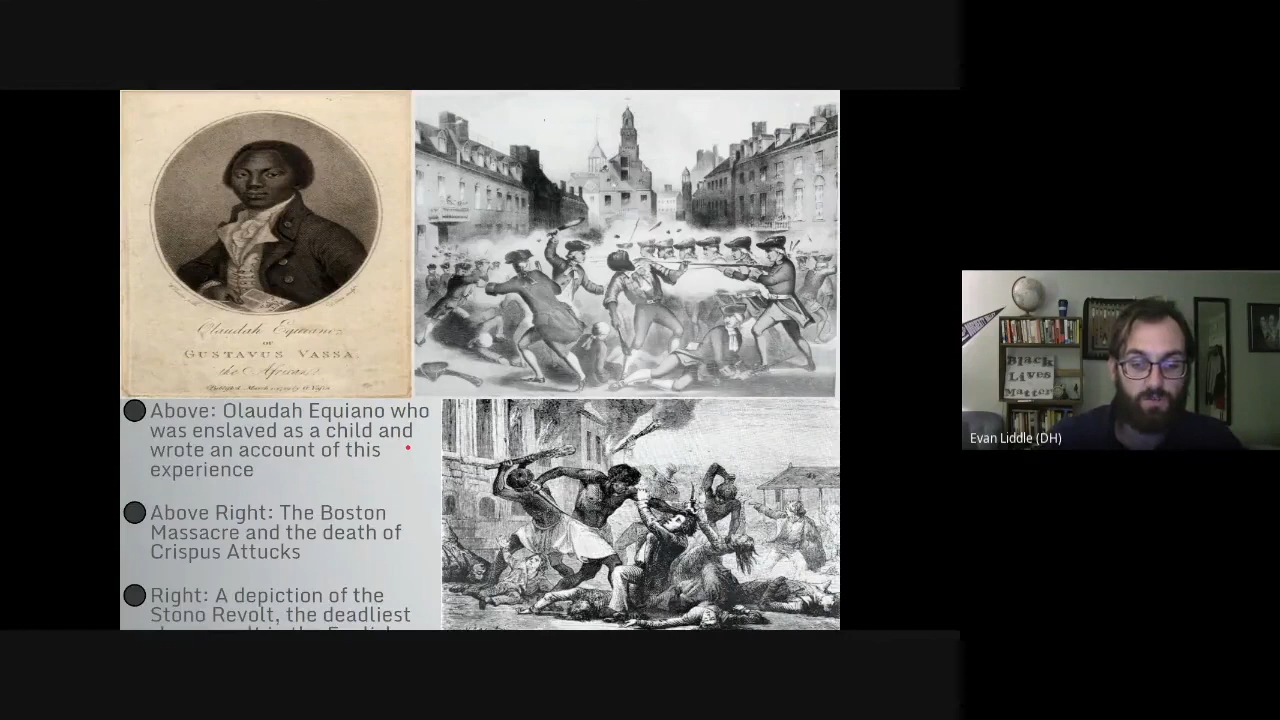 Olaudah Equiano;
or
GUSTAVUS VASSA,
the African.
Above: Olaudah Equiano who
was enslaved as a child and
wrote an account of this
experience
Above Right: The Boston
Massacre and the death of
Crispus Attucks
Right: A depiction of the
Stono Revolt, the deadliest
Black
Lives
Matter
Evan Liddle (DH)